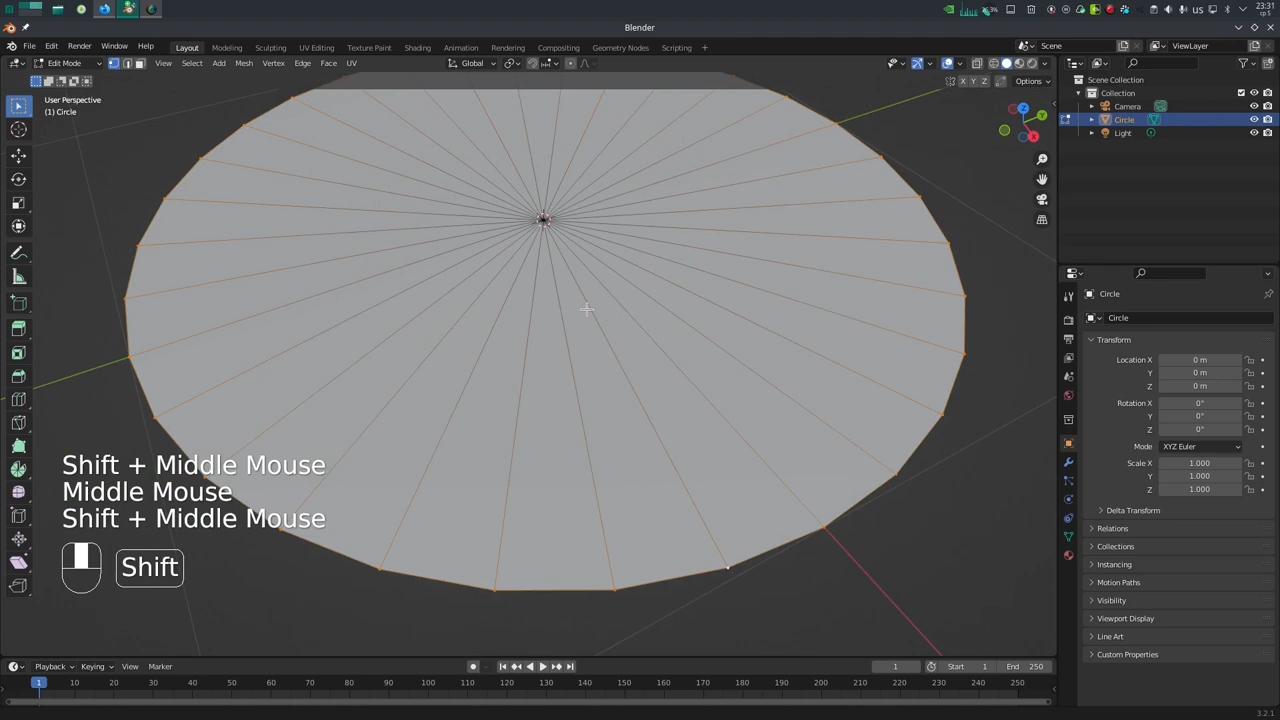 us
23:31
ср 5
Blender
File Edit Render Window Help
Layout Modeling Sculpting UV Editing Texture Paint Shading Animation Rendering Compositing Geometry Nodes Scripting +
Scene
ViewLayer
Edit Mode
View Select Add Mesh Vertex Edge Face UV
Global
X Y Z
Options
User Perspective
(1) Circle
Z
Y
X
Scene Collection
Collection
Camera
Circle
Light
Circle
Circle
Transform
Location X 0 m
Y 0 m
Z 0 m
Rotation X 0°
Y 0°
Z 0°
Mode XYZ Euler
Scale X 1.000
Y 1.000
Z 1.000
Delta Transform
Relations
Collections
Instancing
Motion Paths
Visibility
Viewport Display
Line Art
Custom Properties
Shift + Middle Mouse
Middle Mouse
Shift + Middle Mouse
Shift
Playback Keying View Marker
1
Start 1
End 250
1 10 20 30 40 50 60 70 80 90 100 110 120 130 140 150 160 170 180 190 200 210 220 230 240 250
3.2.1